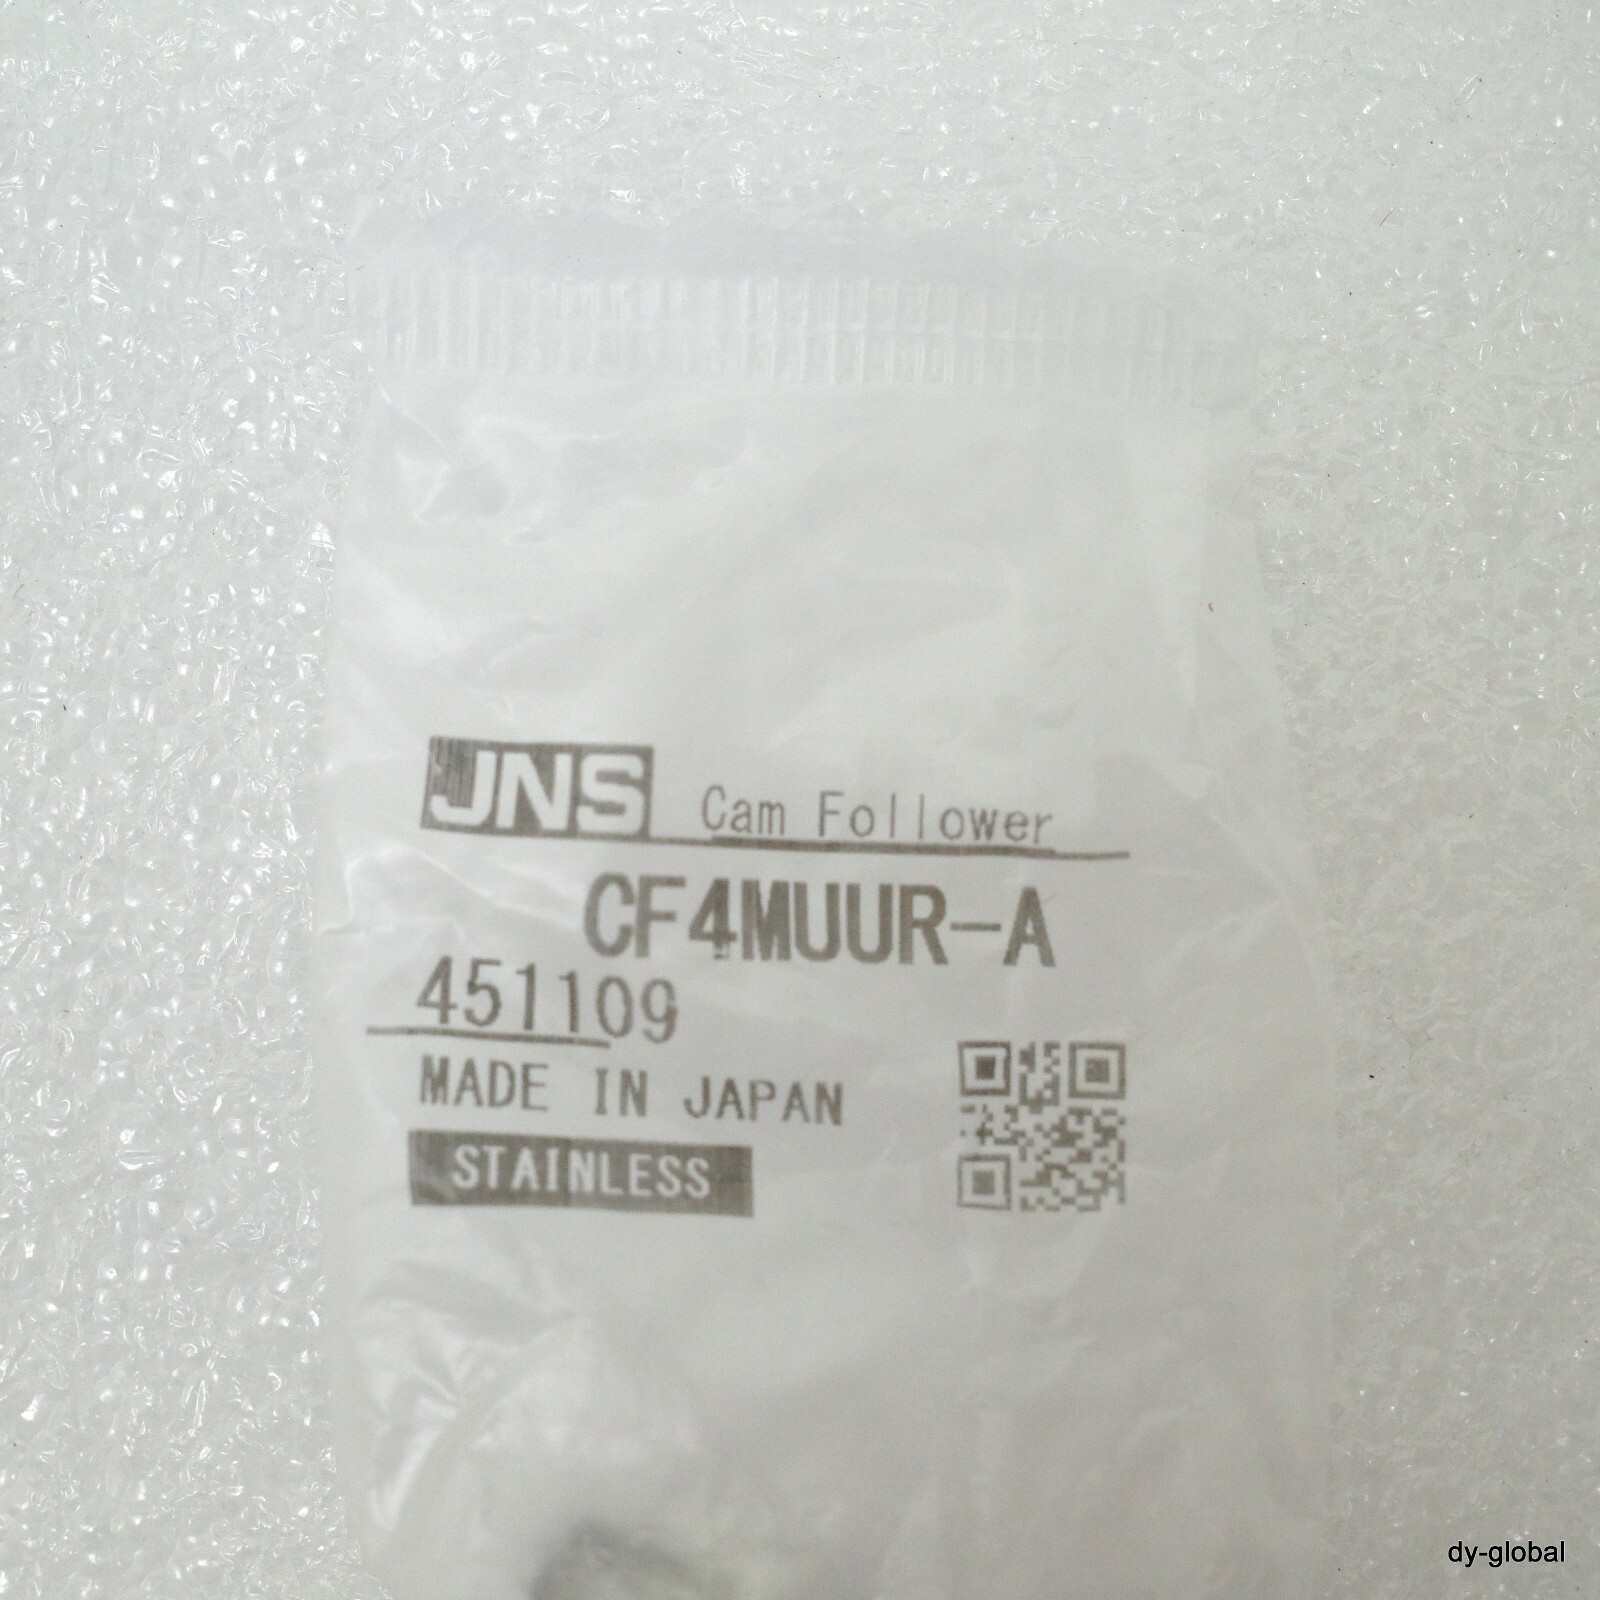 JNS Cam Follower
CF4MUUR-A
451109
MADE IN JAPAN
STAINLESS
dy-global